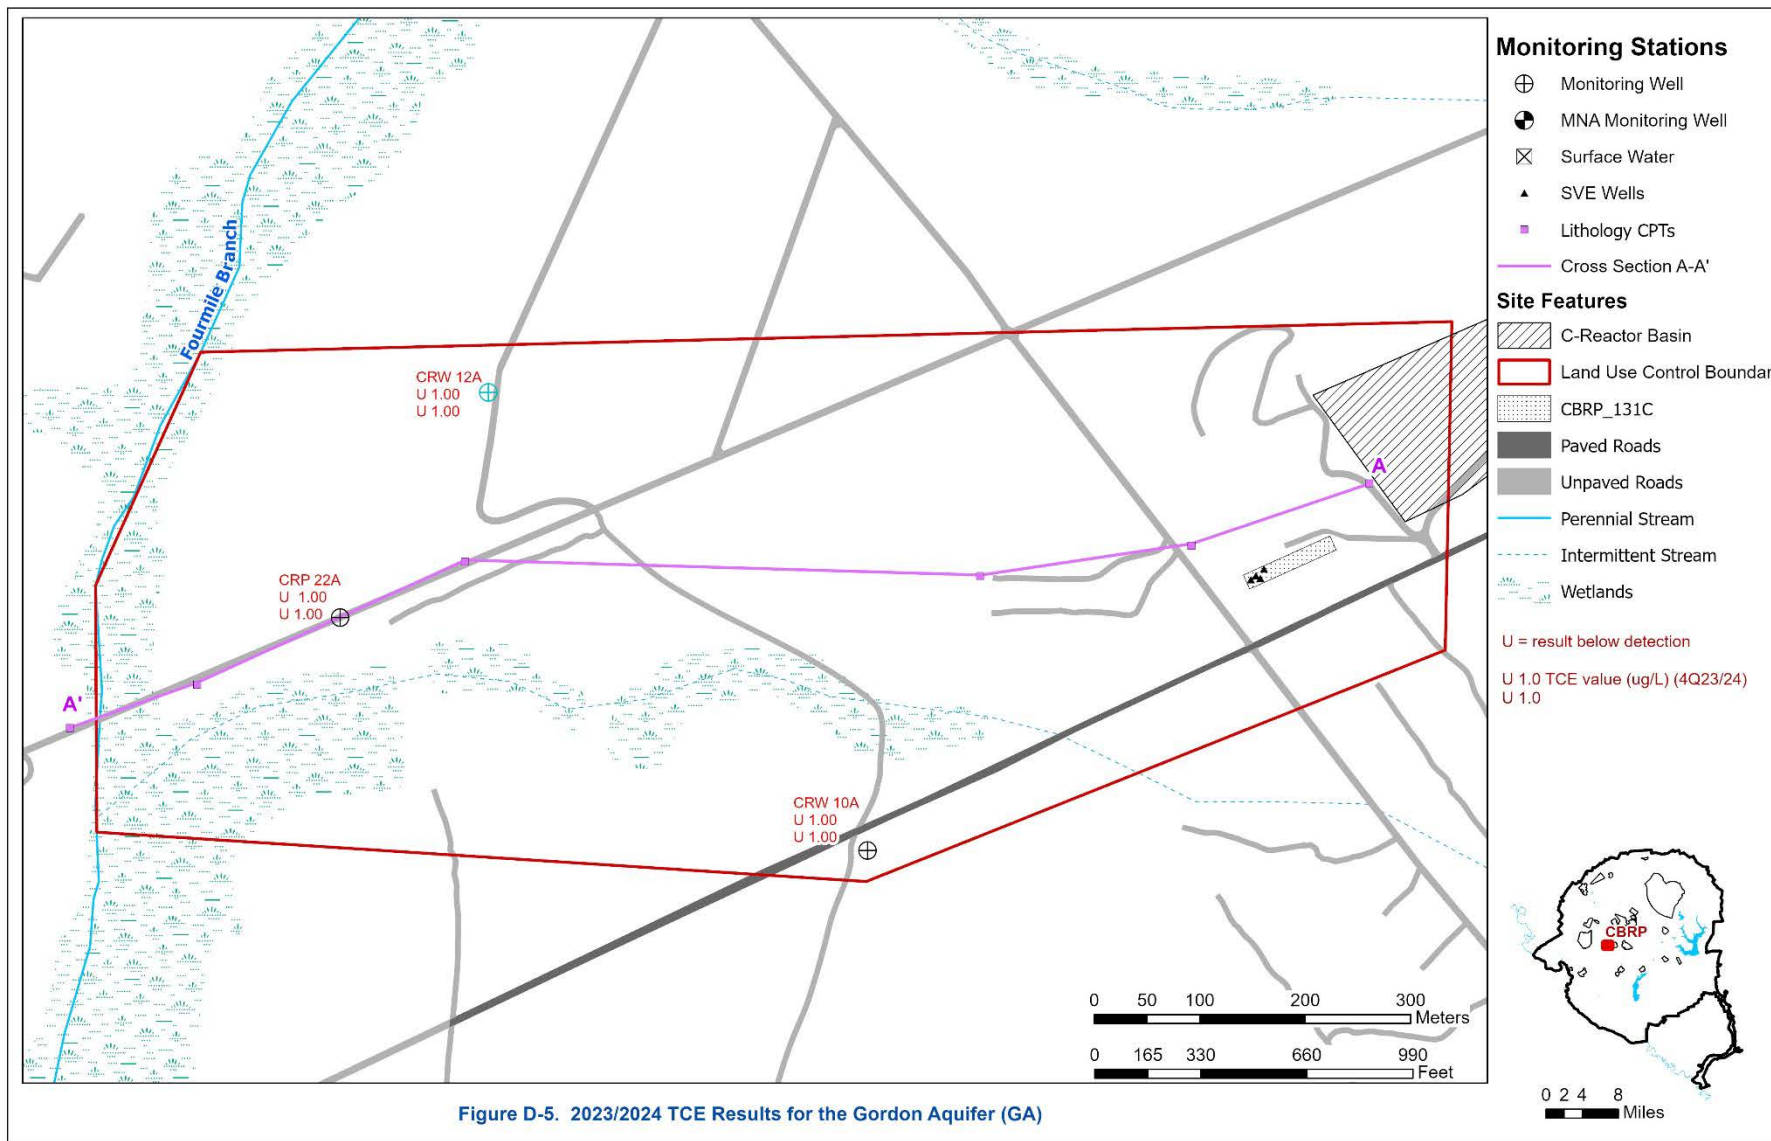 Fourmile Branch
CRW 12A
U 1.00
U 1.00
A
CRP 22A
U 1.00
U 1.00
A'
CRW 10A
U 1.00
U 1.00
0 50 100 200 300
Meters
0 165 330 660 990
Feet
Monitoring Stations
Monitoring Well
MNA Monitoring Well
Surface Water
SVE Wells
Lithology CPTs
Cross Section A-A'
Site Features
C-Reactor Basin
Land Use Control Boundar
CBRP_131C
Paved Roads
Unpaved Roads
Perennial Stream
Intermittent Stream
Wetlands
U = result below detection
U 1.0 TCE value (ug/L) (4Q23/24)
U 1.0
CBRP
0 2 4 8
Miles
Figure D-5. 2023/2024 TCE Results for the Gordon Aquifer (GA)